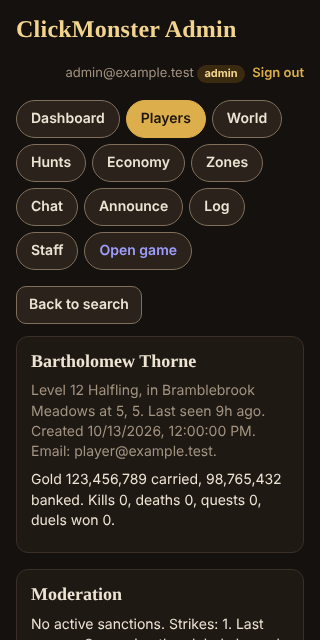 ClickMonster Admin
admin@example.test admin Sign out
Dashboard Players World
Hunts Economy Zones
Chat Announce Log
Staff Open game
Back to search
Bartholomew Thorne
Level 12 Halfling, in Bramblebrook
Meadows at 5, 5. Last seen 9h ago.
Created 10/13/2026, 12:00:00 PM.
Email: player@example.test.
Gold 123,456,789 carried, 98,765,432
banked. Kills 0, deaths 0, quests 0,
duels won 0.
Moderation
No active sanctions. Strikes: 1. Last